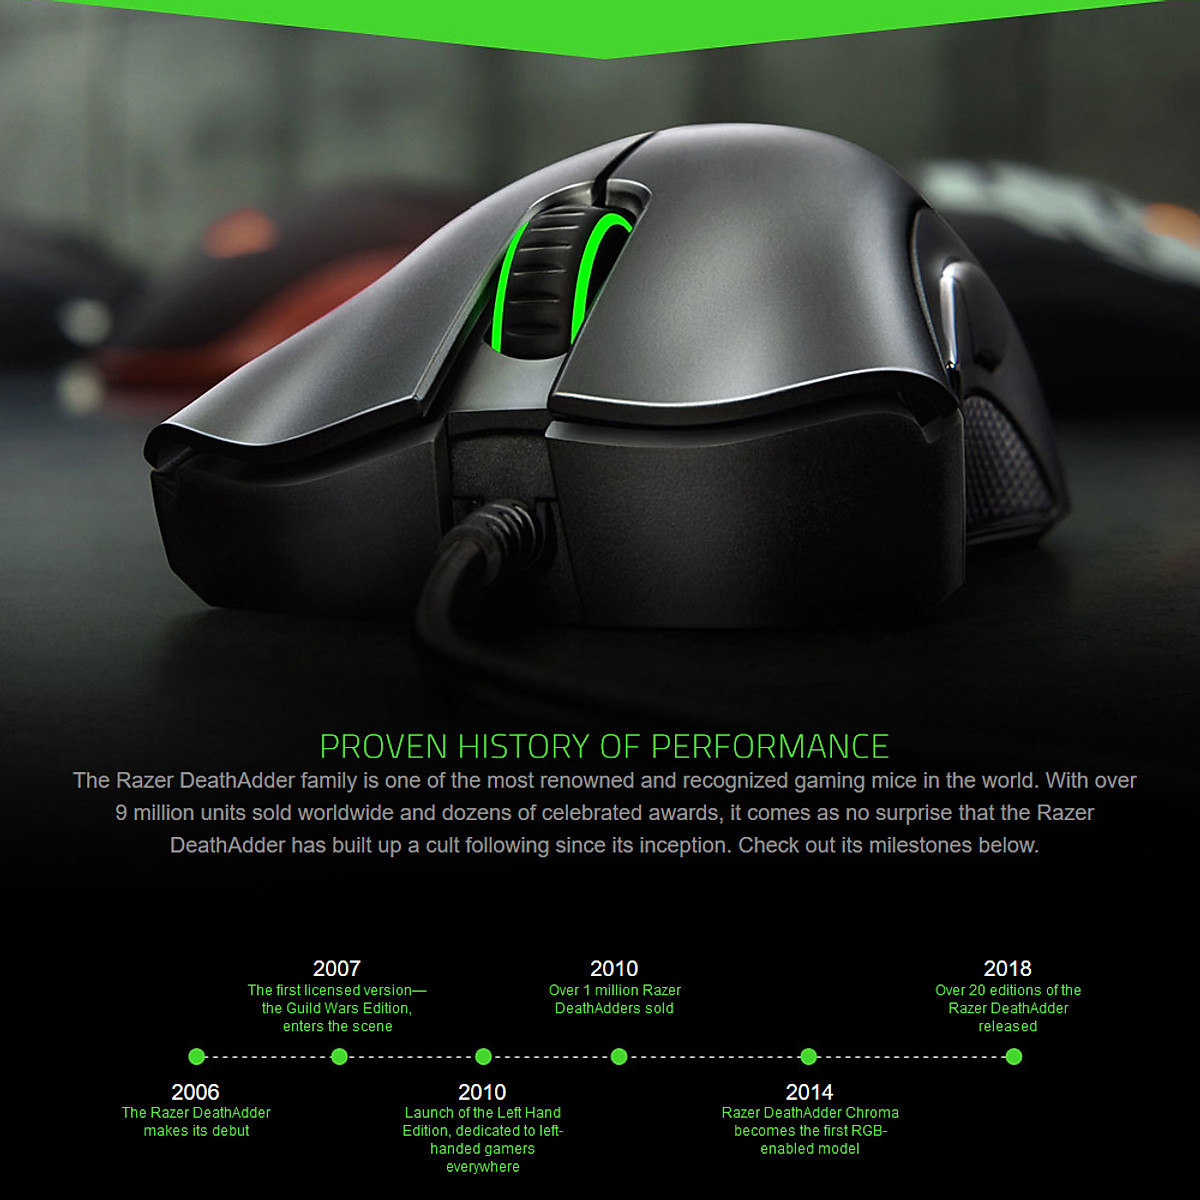 PROVEN HISTORY OF PERFORMANCE
The Razer DeathAdder family is one of the most renowned and recognized gaming mice in the world. With over
9 million units sold worldwide and dozens of celebrated awards, it comes as no surprise that the Razer
DeathAdder has built up a cult following since its inception. Check out its milestones below.
2006
The Razer DeathAdder
makes its debut
2007
The first licensed version—
the Guild Wars Edition,
enters the scene
2010
Launch of the Left Hand
Edition, dedicated to left-
handed gamers
everywhere
2010
Over 1 million Razer
DeathAdders sold
2014
Razer DeathAdder Chroma
becomes the first RGB-
enabled model
2018
Over 20 editions of the
Razer DeathAdder
released